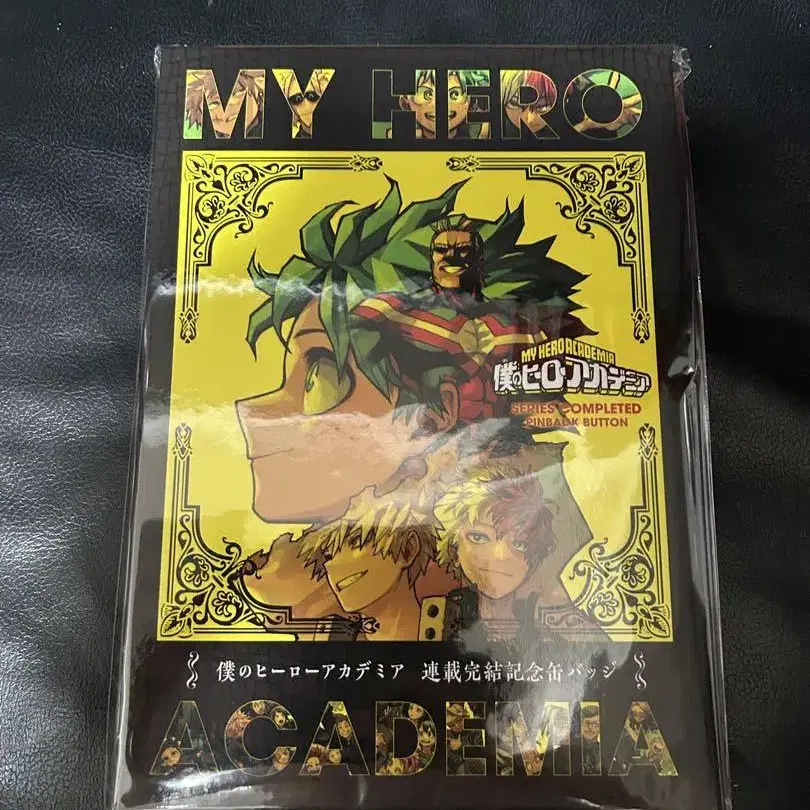 MY HERO
MY HERO ACADEMIA
僕のヒーローアカデミア
SERIES COMPLETED
PINBACK BUTTON
僕のヒーローアカデミア 連載完結記念缶バッジ
ACADEMIA